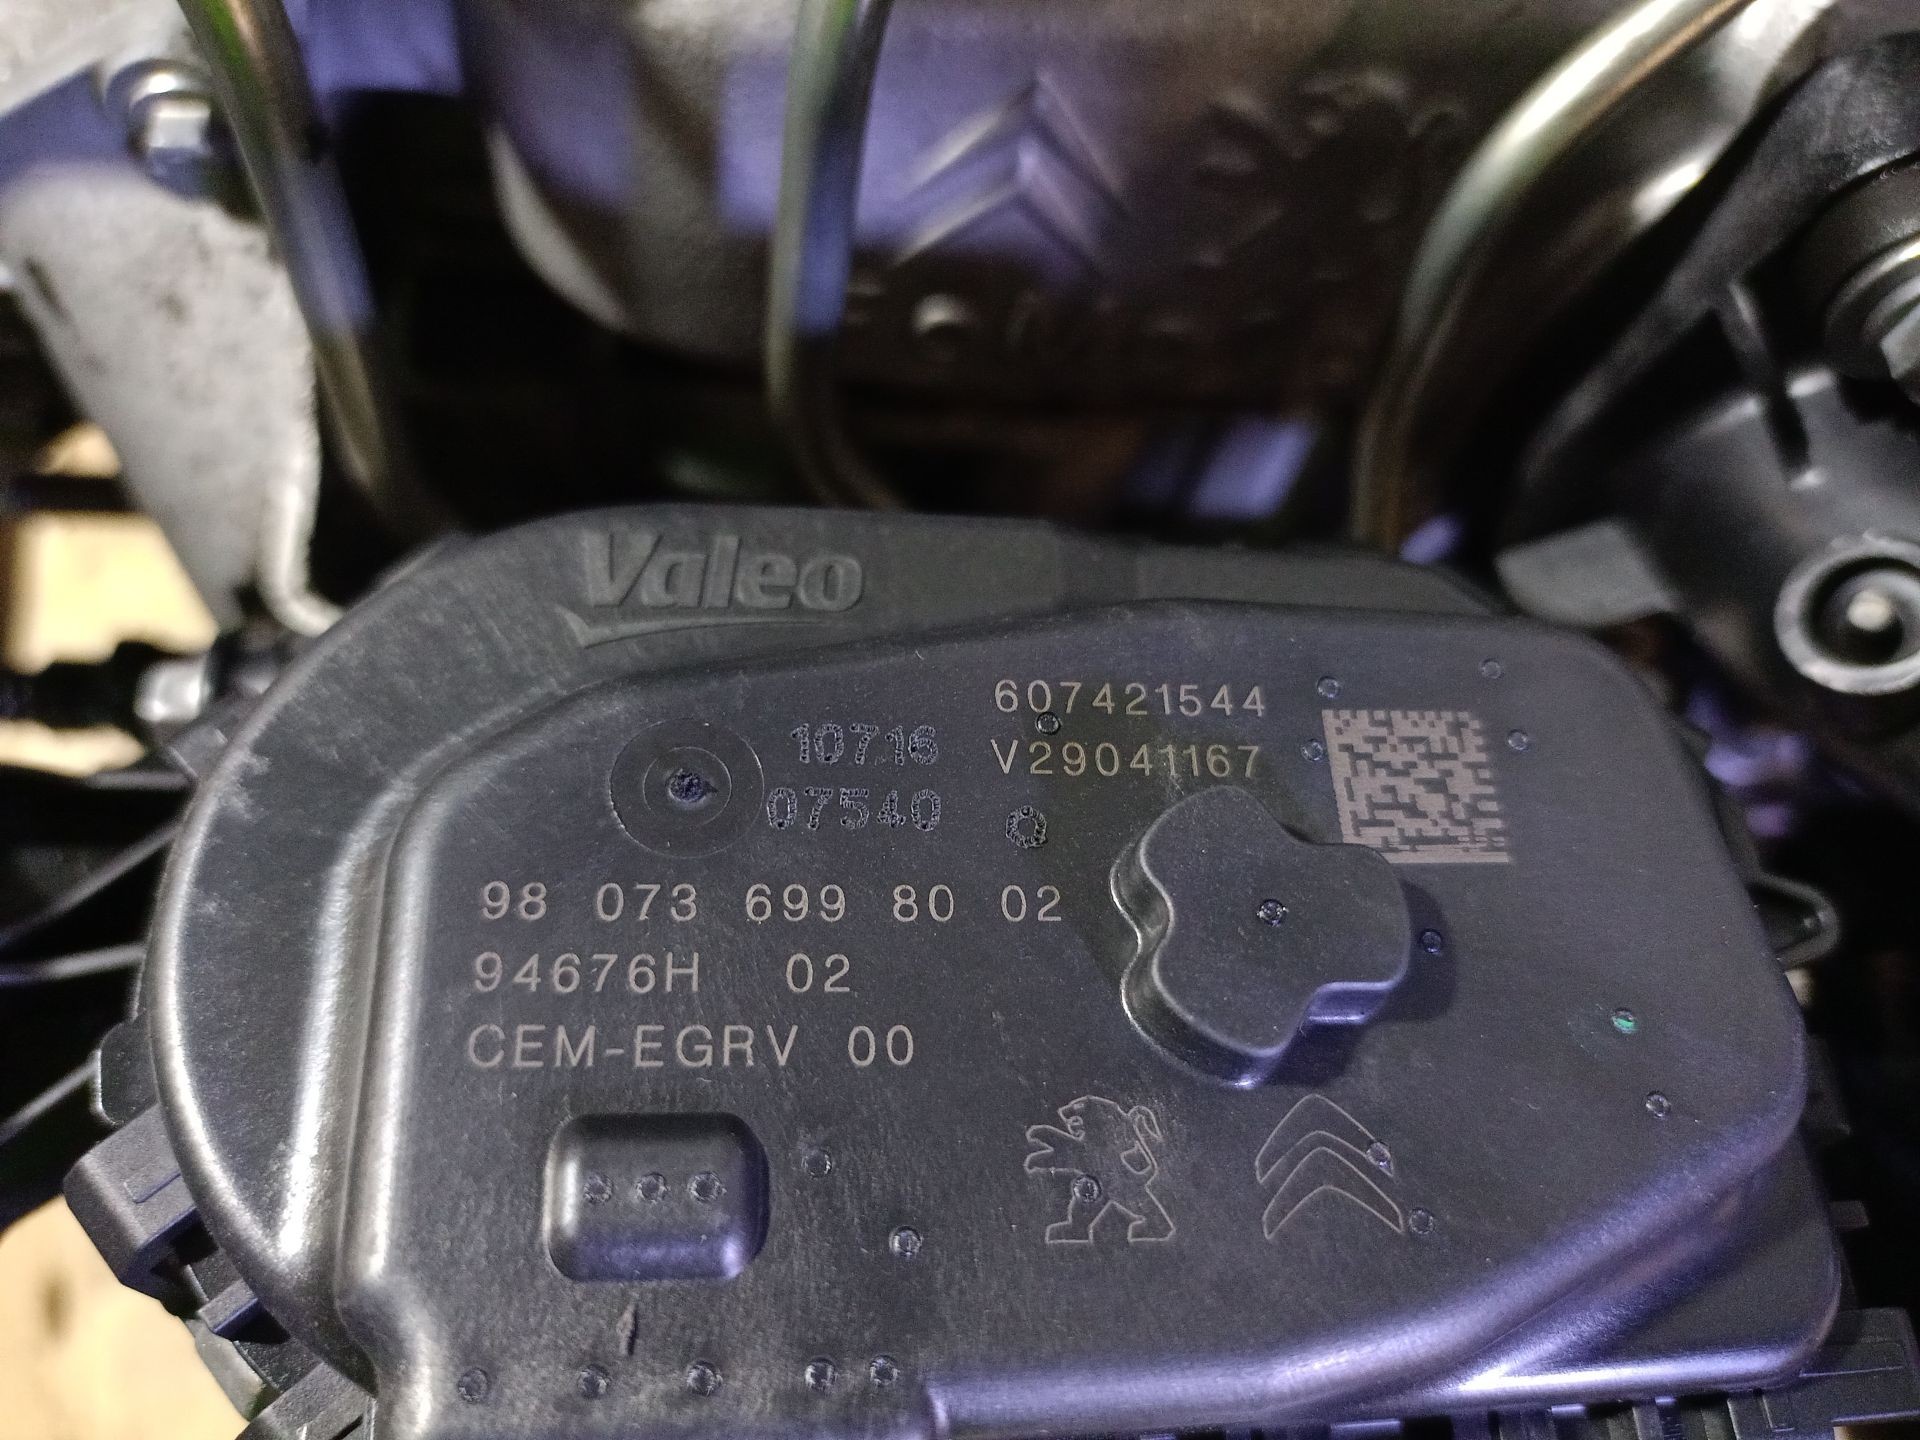 Valeo
607421544
10716
V29041167
07540
98 073 699 80 02
94676H 02
CEM-EGRV 00